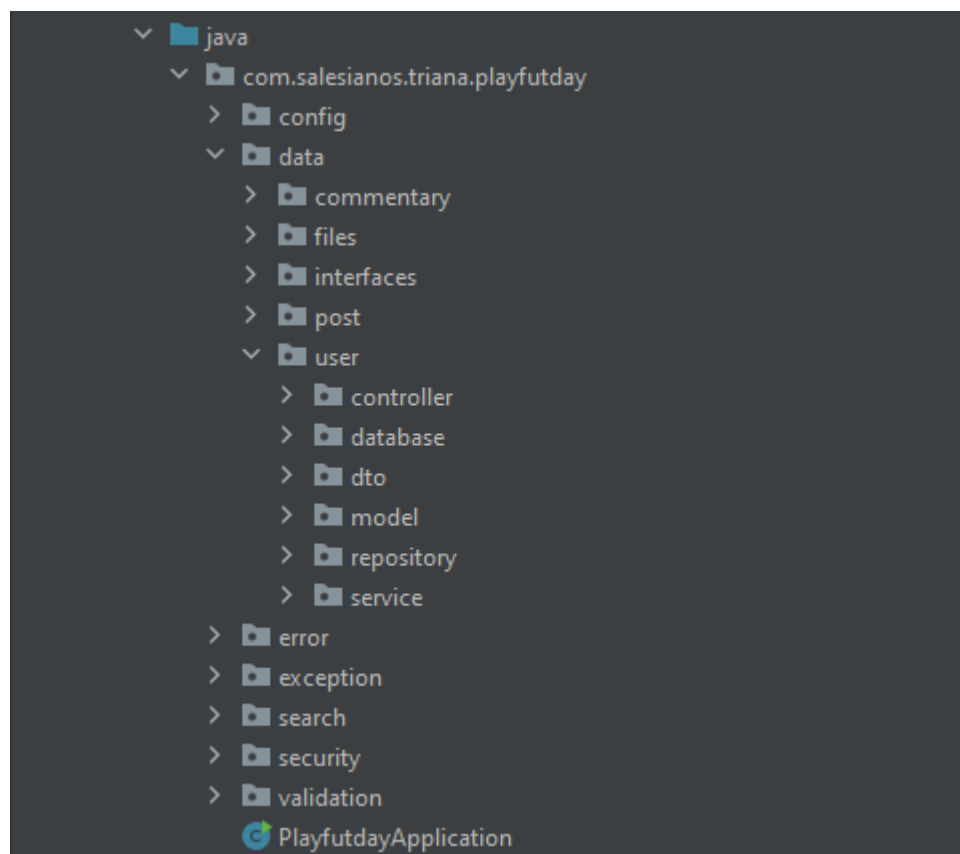 java
com.salesianos.triana.playfutday
config
data
commentary
files
interfaces
post
user
controller
database
dto
model
repository
service
error
exception
search
security
validation
PlayfutdayApplication